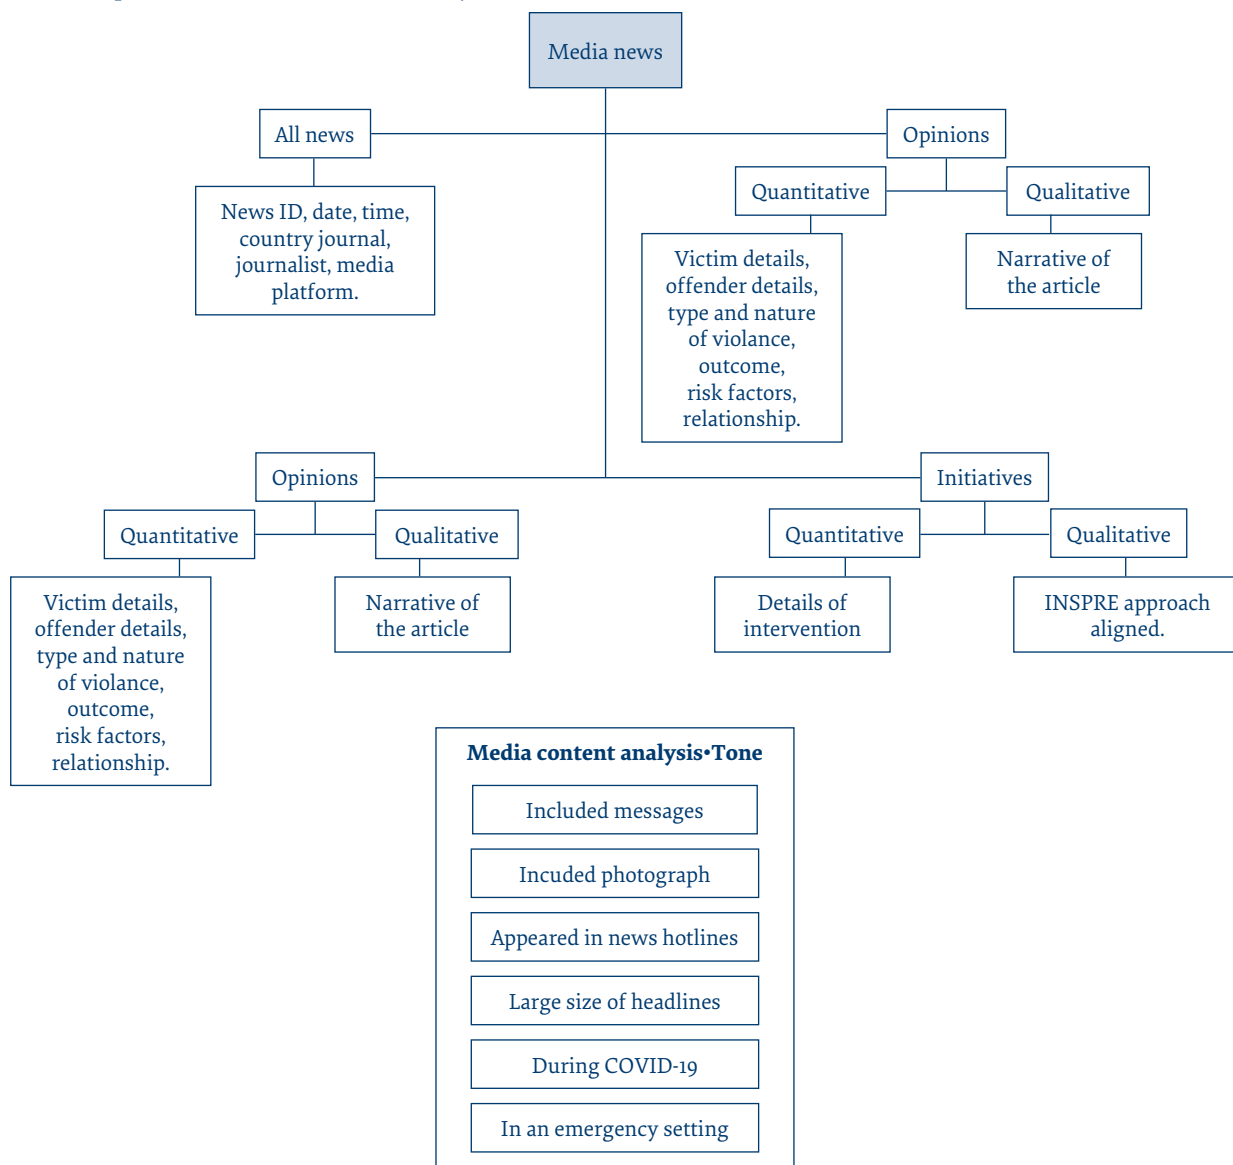 Media news
All news
Opinions
News ID, date, time,
country journal,
journalist, media
platform.
Quantitative
Qualitative
Victim details,
offender details,
type and nature
of violance,
outcome,
risk factors,
relationship.
Narrative of
the article
Opinions
Initiatives
Quantitative
Qualitative
Quantitative
Qualitative
Victim details,
offender details,
type and nature
of violance,
outcome,
risk factors,
relationship.
Narrative of
the article
Details of
intervention
INSPRE approach
aligned.
Media content analysis•Tone
Included messages
Incuded photograph
Appeared in news hotlines
Large size of headlines
During COVID-19
In an emergency setting